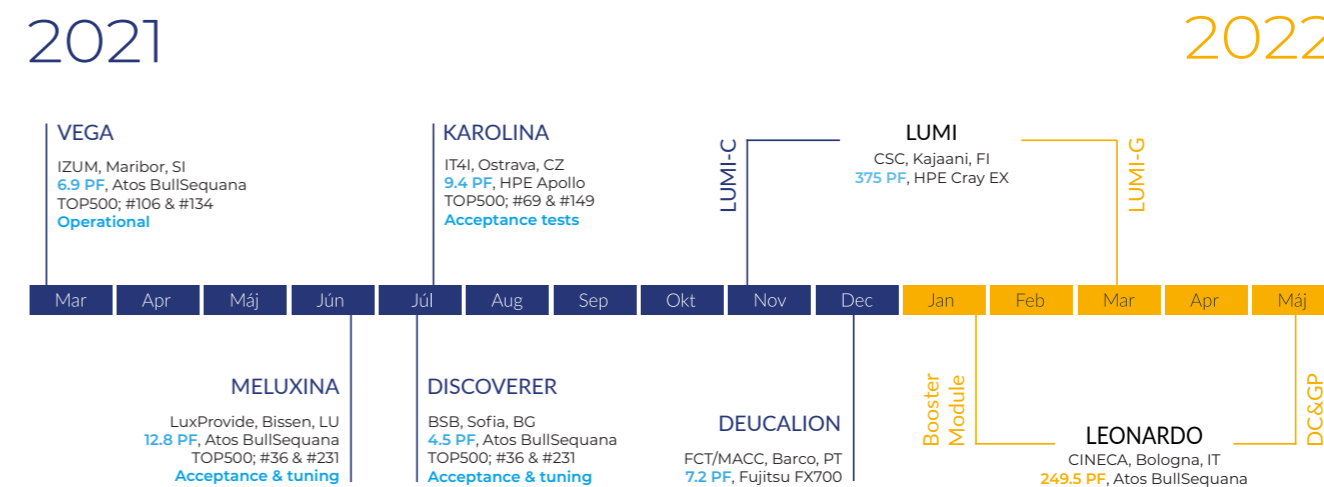 2021
2022
VEGA
IZUM, Maribor, SI
6.9 PF, Atos BullSequana
TOP500; #106 & #134
Operational
KAROLINA
IT4I, Ostrava, CZ
9.4 PF, HPE Apollo
TOP500; #69 & #149
Acceptance tests
LUMI-C
LUMI
CSC, Kajaani, FI
375 PF, HPE Cray EX
LUMI-G
Mar Apr Máj Jún Júl Aug Sep Okt Nov Dec Jan Feb Mar Apr Máj
MELUXINA
LuxProvide, Bissen, LU
12.8 PF, Atos BullSequana
TOP500; #36 & #231
Acceptance & tuning
DISCOVERER
BSB, Sofia, BG
4.5 PF, Atos BullSequana
TOP500; #36 & #231
Acceptance & tuning
DEUCALION
FCT/MACC, Barco, PT
7.2 PF, Fujitsu FX700
Booster
Module
LEONARDO
CINECA, Bologna, IT
249.5 PF, Atos BullSequana
DC&GP